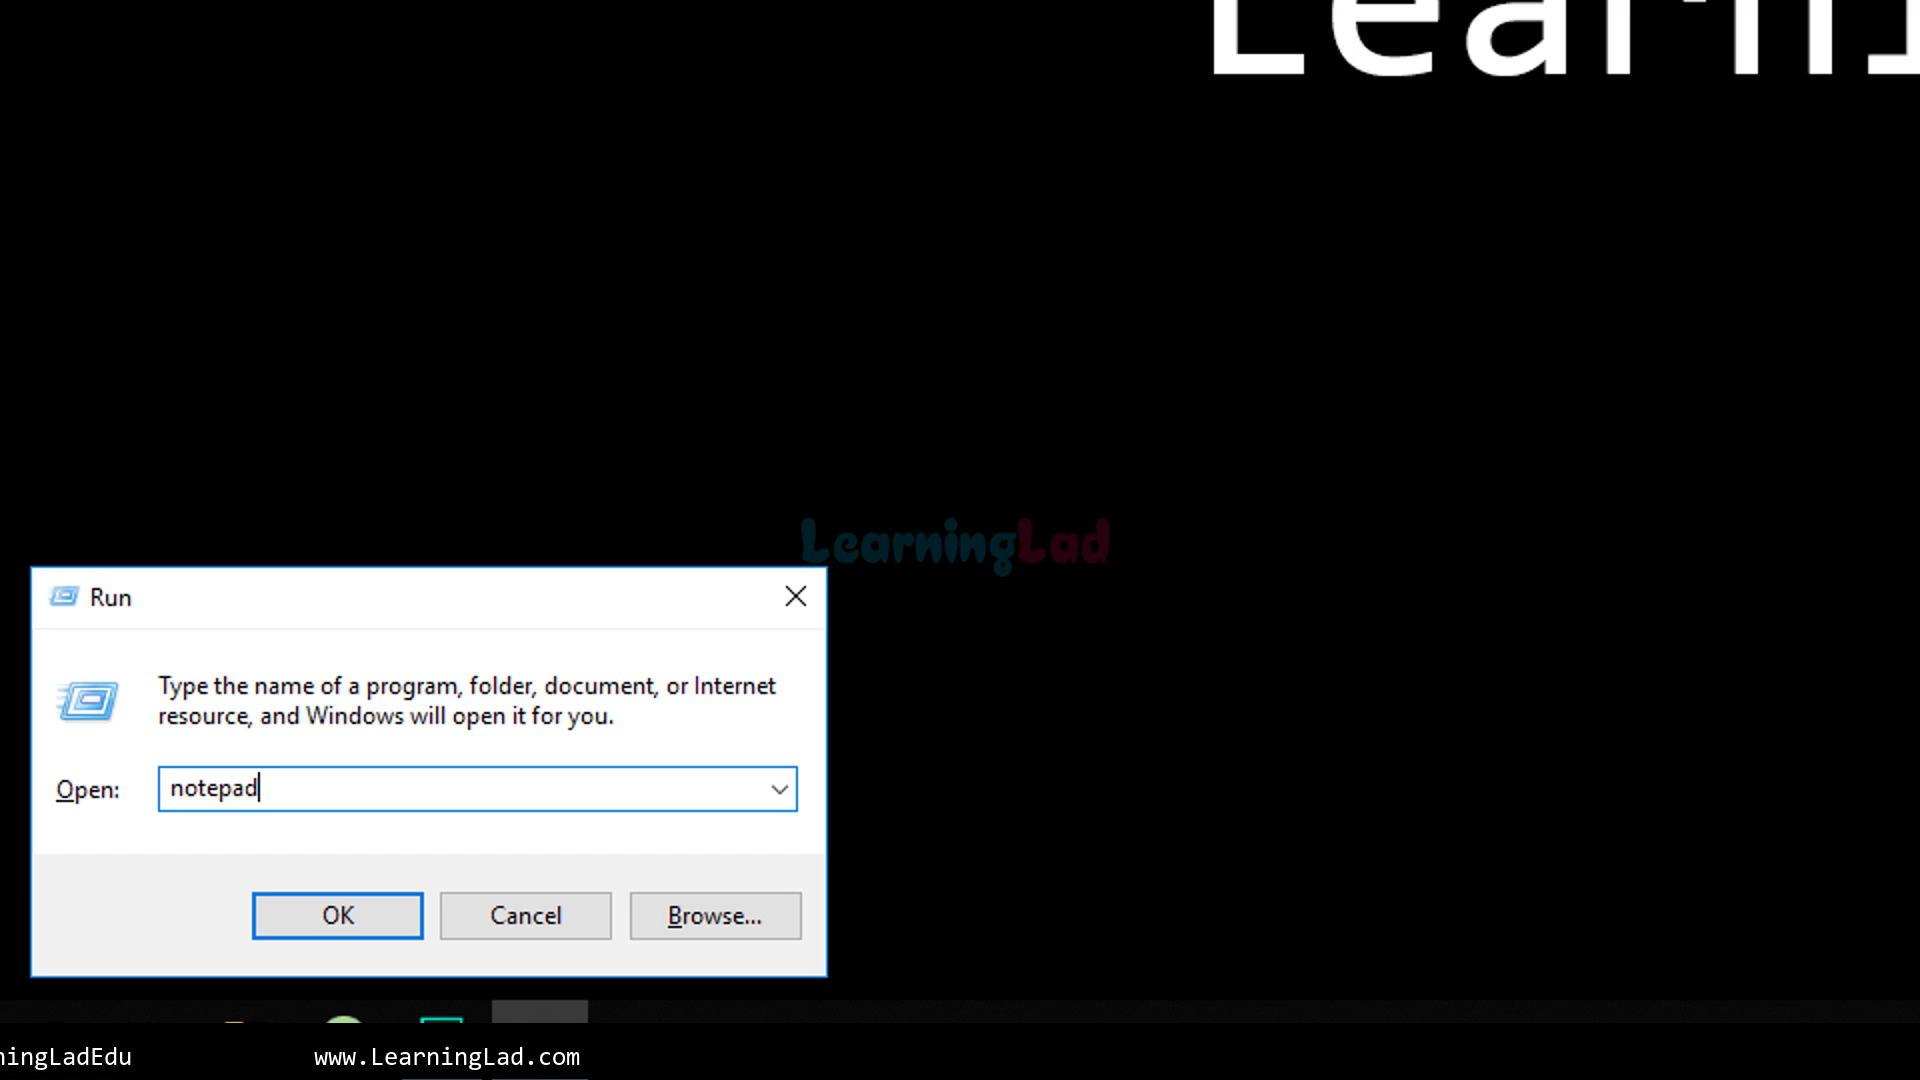 Learni
LearningLad
Run
Type the name of a program, folder, document, or Internet
resource, and Windows will open it for you.
Open: notepad
OK Cancel Browse...
ningLadEdu www.LearningLad.com